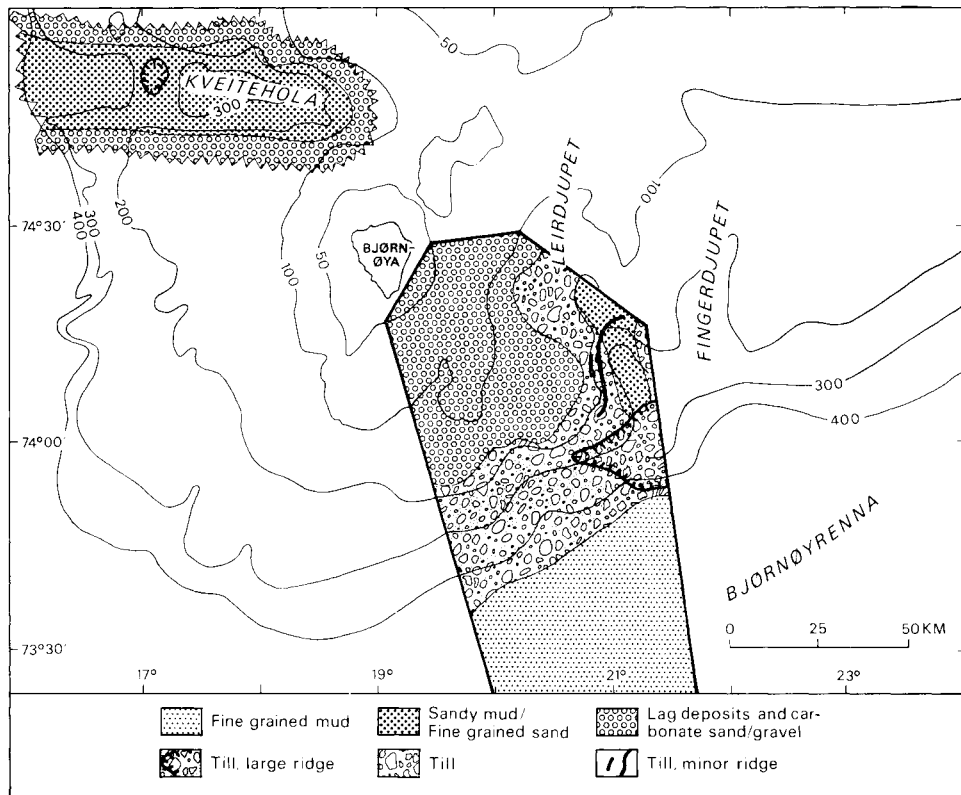 50
KVEITEHOLA
300
74°30'
300
400
200
100
50
BJØRN-
ØYA
LEIRDJUPET
FINGERDJUPET
100
300
400
74°00'
BJØRNØYRENNA
0 25 50 KM
73°30'
17° 19° 21° 23°
Fine grained mud
Sandy mud/
Fine grained sand
Lag deposits and car-
bonate sand/gravel
Till, large ridge
Till
Till, minor ridge